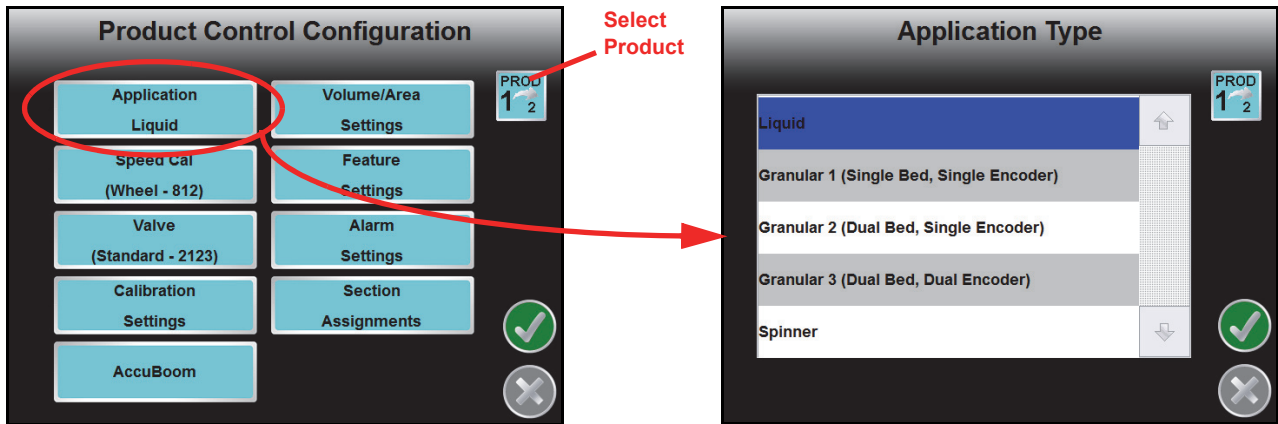 Product Control Configuration
Application
Liquid
Volume/Area
Settings
Speed Cal
(Wheel - 812)
Feature
Settings
Valve
(Standard - 2123)
Alarm
Settings
Calibration
Settings
Section
Assignments
AccuBoom
PROD
1 2
Select
Product
Application Type
PROD
1 2
Liquid
Granular 1 (Single Bed, Single Encoder)
Granular 2 (Dual Bed, Single Encoder)
Granular 3 (Dual Bed, Dual Encoder)
Spinner